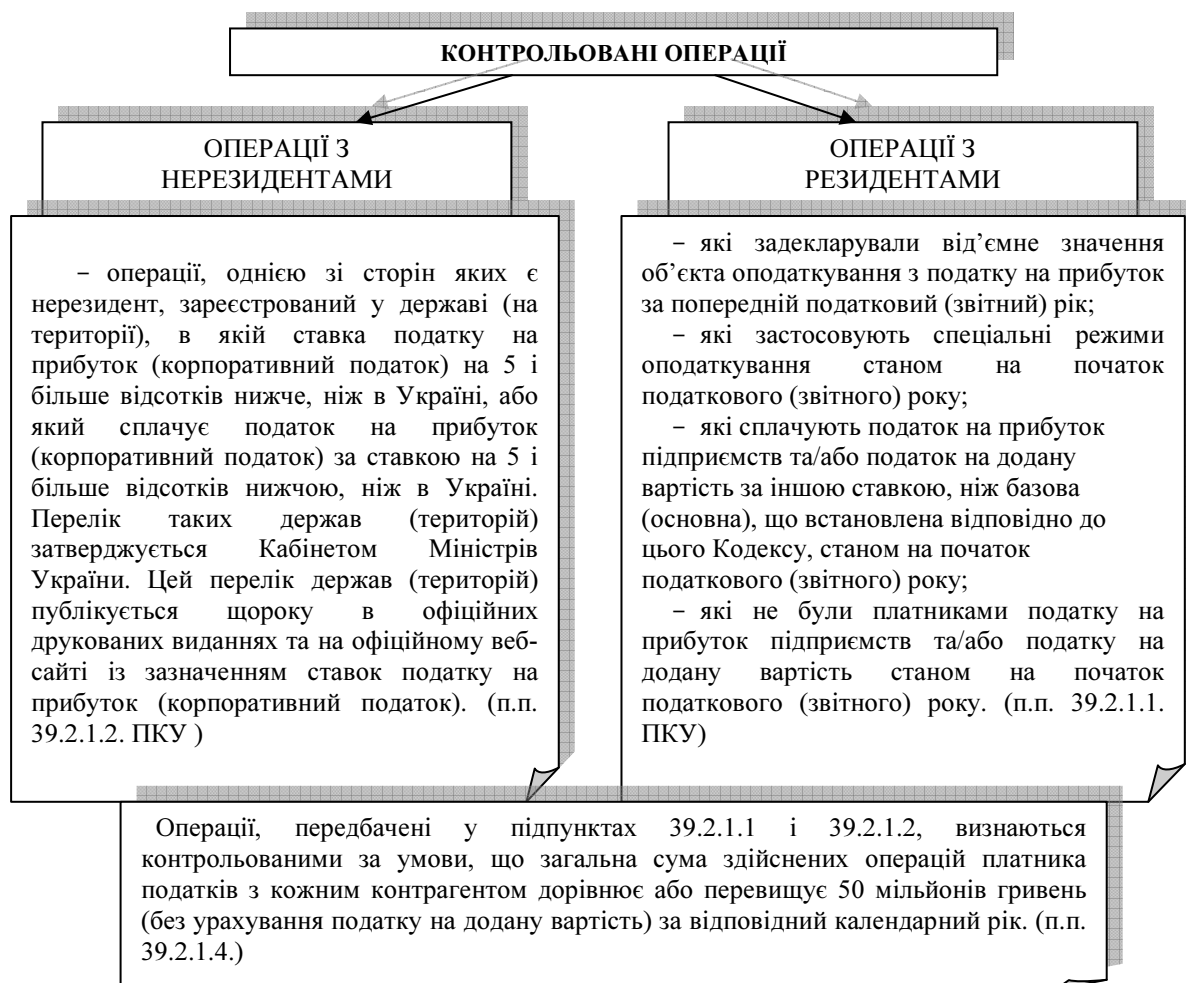 КОНТРОЛЬОВАНІ ОПЕРАЦІЇ
ОПЕРАЦІЇ З
НЕРЕЗИДЕНТАМИ
– операції, однією зі сторін яких є
нерезидент, зареєстрований у державі (на
території), в якій ставка податку на
прибуток (корпоративний податок) на 5 і
більше відсотків нижче, ніж в Україні, або
який сплачує податок на прибуток
(корпоративний податок) за ставкою на 5 і
більше відсотків нижчою, ніж в Україні.
Перелік таких держав (територій)
затверджується Кабінетом Міністрів
України. Цей перелік держав (територій)
публікується щороку в офіційних
друкованих виданнях та на офіційному веб-
сайті із зазначенням ставок податку на
прибуток (корпоративний податок). (п.п.
39.2.1.2. ПКУ )
ОПЕРАЦІЇ З
РЕЗИДЕНТАМИ
– які задекларували від’ємне значення
об’єкта оподаткування з податку на прибуток
за попередній податковий (звітний) рік;
– які застосовують спеціальні режими
оподаткування станом на початок
податкового (звітного) року;
– які сплачують податок на прибуток
підприємств та/або податок на додану
вартість за іншою ставкою, ніж базова
(основна), що встановлена відповідно до
цього Кодексу, станом на початок
податкового (звітного) року;
– які не були платниками податку на
прибуток підприємств та/або податку на
додану вартість станом на початок
податкового (звітного) року. (п.п. 39.2.1.1.
ПКУ)
Операції, передбачені у підпунктах 39.2.1.1 і 39.2.1.2, визнаються
контрольованими за умови, що загальна сума здійснених операцій платника
податків з кожним контрагентом дорівнює або перевищує 50 мільйонів гривень
(без урахування податку на додану вартість) за відповідний календарний рік. (п.п.
39.2.1.4.)